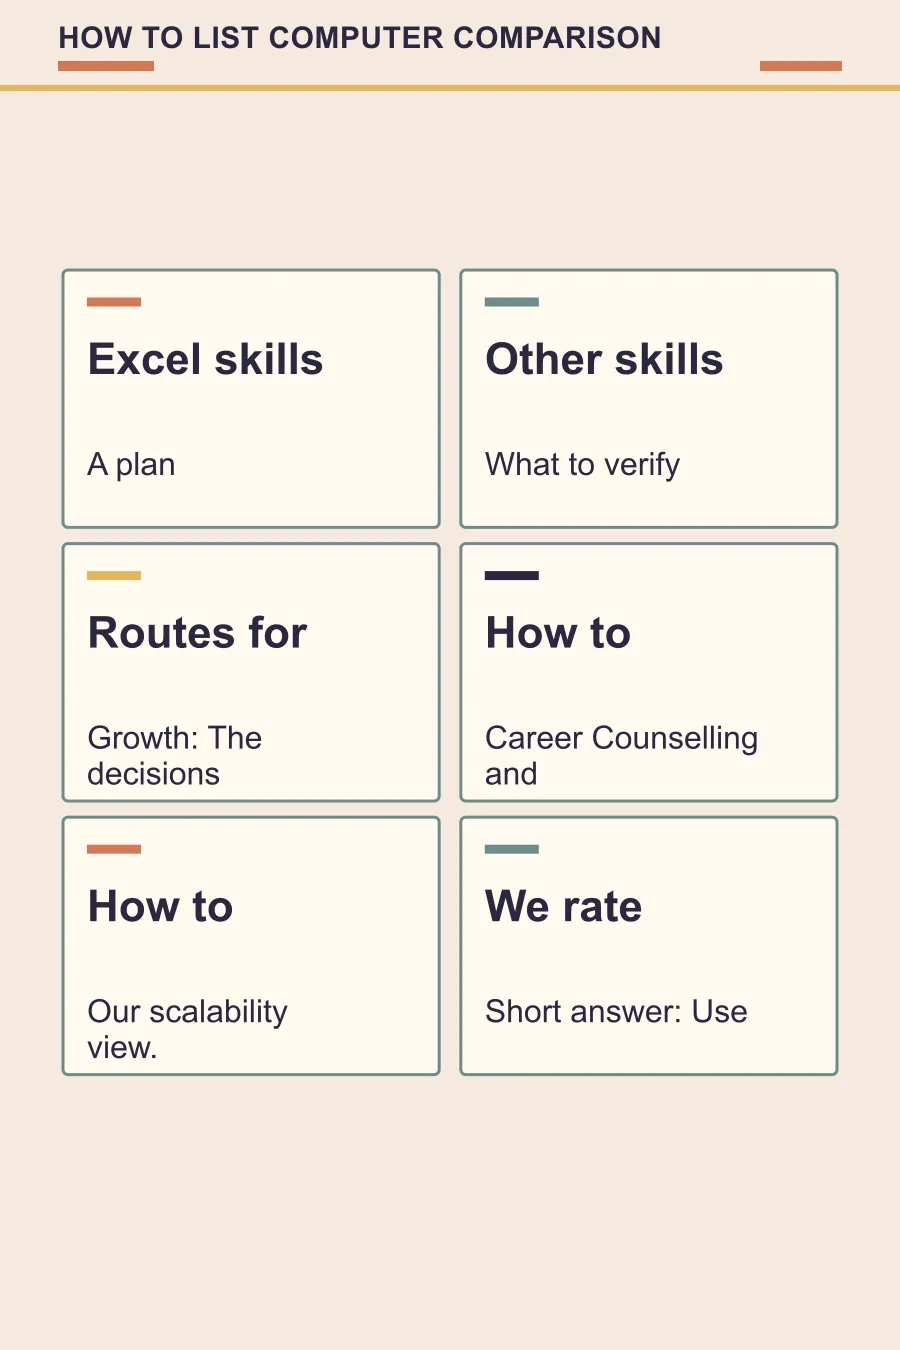 HOW TO LIST COMPUTER COMPARISON
Excel skills
A plan
Other skills
What to verify
Routes for
Growth: The
decisions
How to
Career Counselling
and
How to
Our scalability
view.
We rate
Short answer: Use